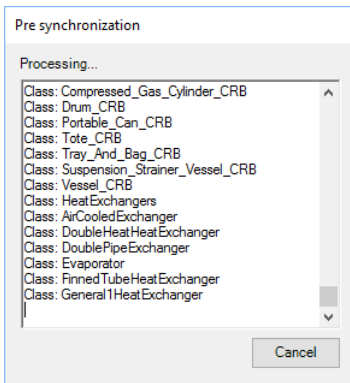 Pre synchronization
Processing...
Class: Compressed_Gas_Cylinder_CRB
Class: Drum_CRB
Class: Portable_Can_CRB
Class: Tote_CRB
Class: Tray_And_Bag_CRB
Class: Suspension_Strainer_Vessel_CRB
Class: Vessel_CRB
Class: HeatExchangers
Class: AirCooledExchanger
Class: DoubleHeatHeatExchanger
Class: DoublePipeExchanger
Class: Evaporator
Class: FinnedTubeHeatExchanger
Class: General1HeatExchanger
Cancel